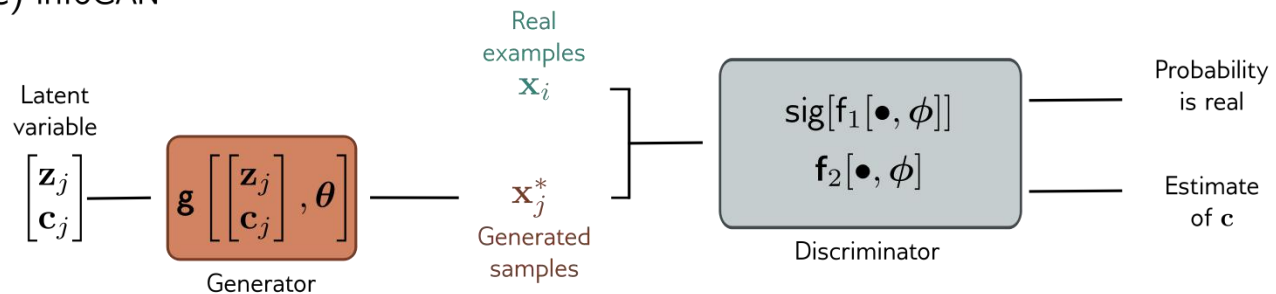 InfoGAN
Real
examples
x_i
Latent
variable
[z_j
c_j]
g[[z_j
c_j], θ]
Generator
x*_j
Generated
samples
sig[f_1[•, ϕ]]
f_2[•, ϕ]
Discriminator
Probability
is real
Estimate
of c